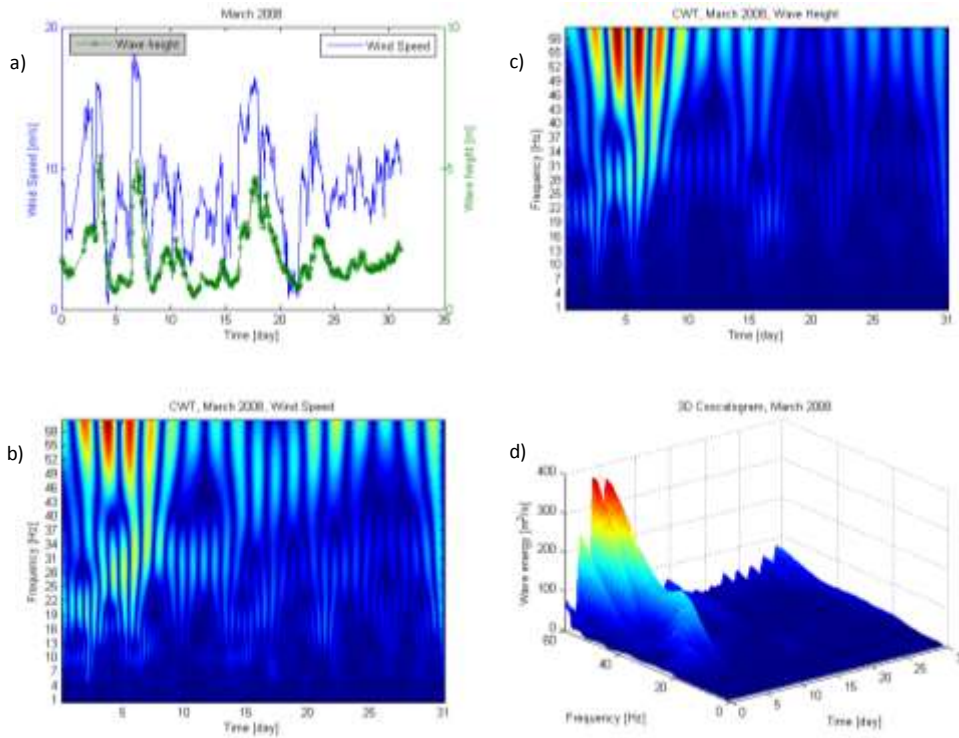 a)
March 2008
Wave height
Wind Speed
20
10
0
Wind Speed [m/s]
10
5
0
Wave height [m]
0 5 10 15 20 25 30 35
Time [day]
c)
CWT, March 2008, Wave Height
58
55
52
49
46
43
40
37
34
31
28
25
22
19
16
13
10
7
4
1
Frequency [Hz]
5 10 15 20 25 31
Time [day]
b)
CWT, March 2008, Wind Speed
58
55
52
49
46
43
40
37
34
31
28
25
22
19
16
13
10
7
4
1
Frequency [Hz]
5 10 15 20 25 31
Time [day]
d)
3D Coscalogram, March 2008
400
300
200
100
0
Wave energy [m²/s]
60
40
20
0
Frequency [Hz]
0 5 10 15 20 25 30
Time [day]